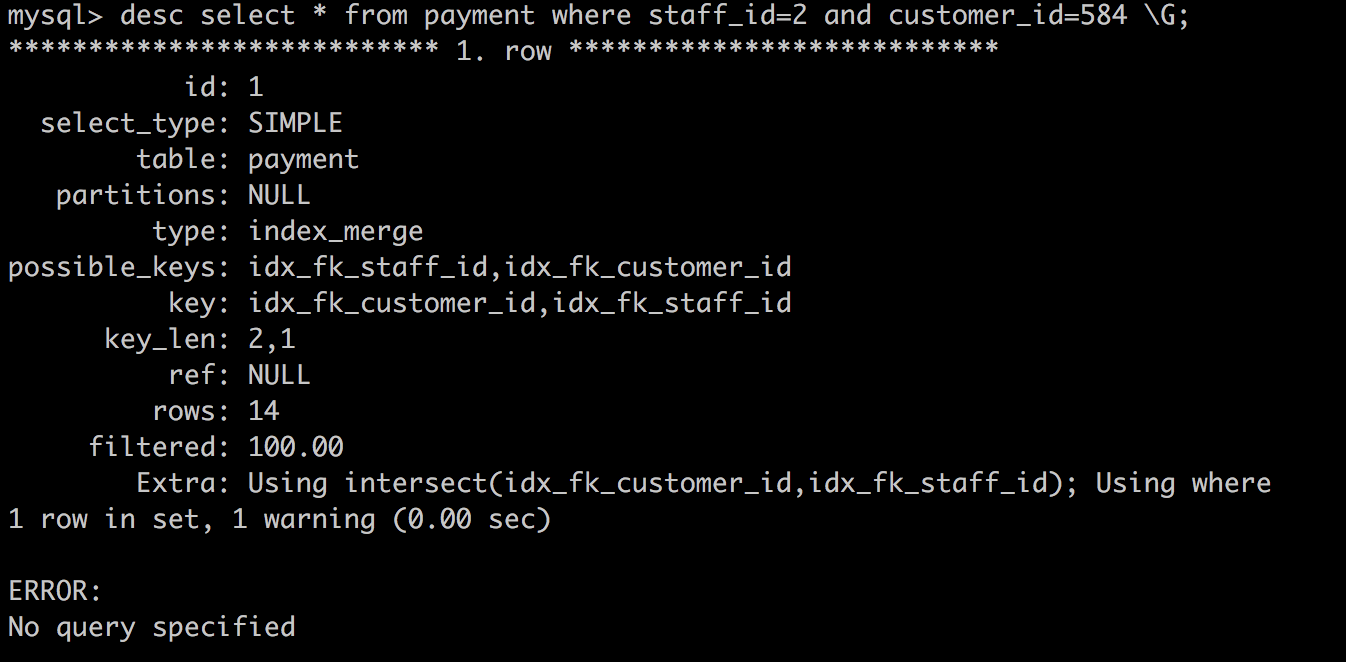 mysql> desc select * from payment where staff_id=2 and customer_id=584 \G;
*************************** 1. row ***************************
           id: 1
  select_type: SIMPLE
        table: payment
   partitions: NULL
         type: index_merge
possible_keys: idx_fk_staff_id,idx_fk_customer_id
          key: idx_fk_customer_id,idx_fk_staff_id
      key_len: 2,1
          ref: NULL
         rows: 14
     filtered: 100.00
        Extra: Using intersect(idx_fk_customer_id,idx_fk_staff_id); Using where
1 row in set, 1 warning (0.00 sec)

ERROR:
No query specified